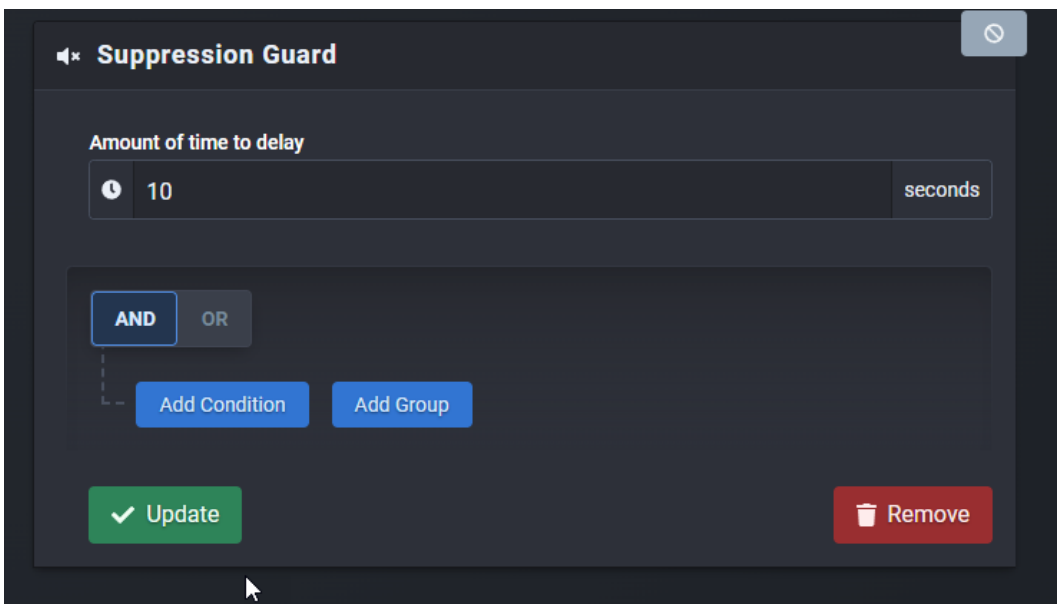 Suppression Guard
Amount of time to delay
10 seconds
AND OR
Add Condition Add Group
Update Remove